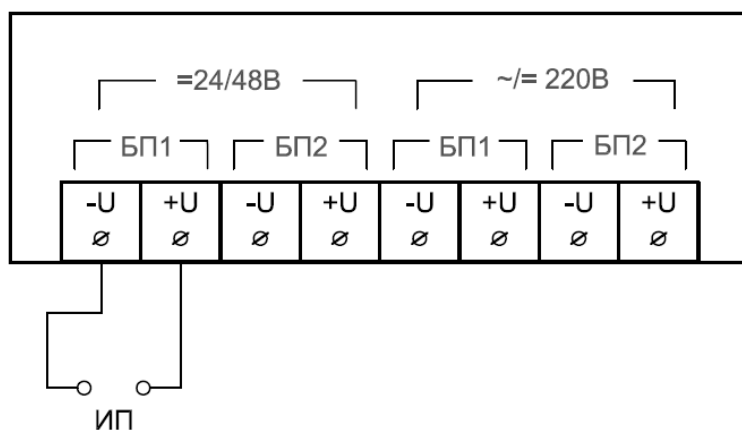 =24/48В ~/= 220В
БП1 БП2 БП1 БП2
-U +U -U +U -U +U -U +U
ИП